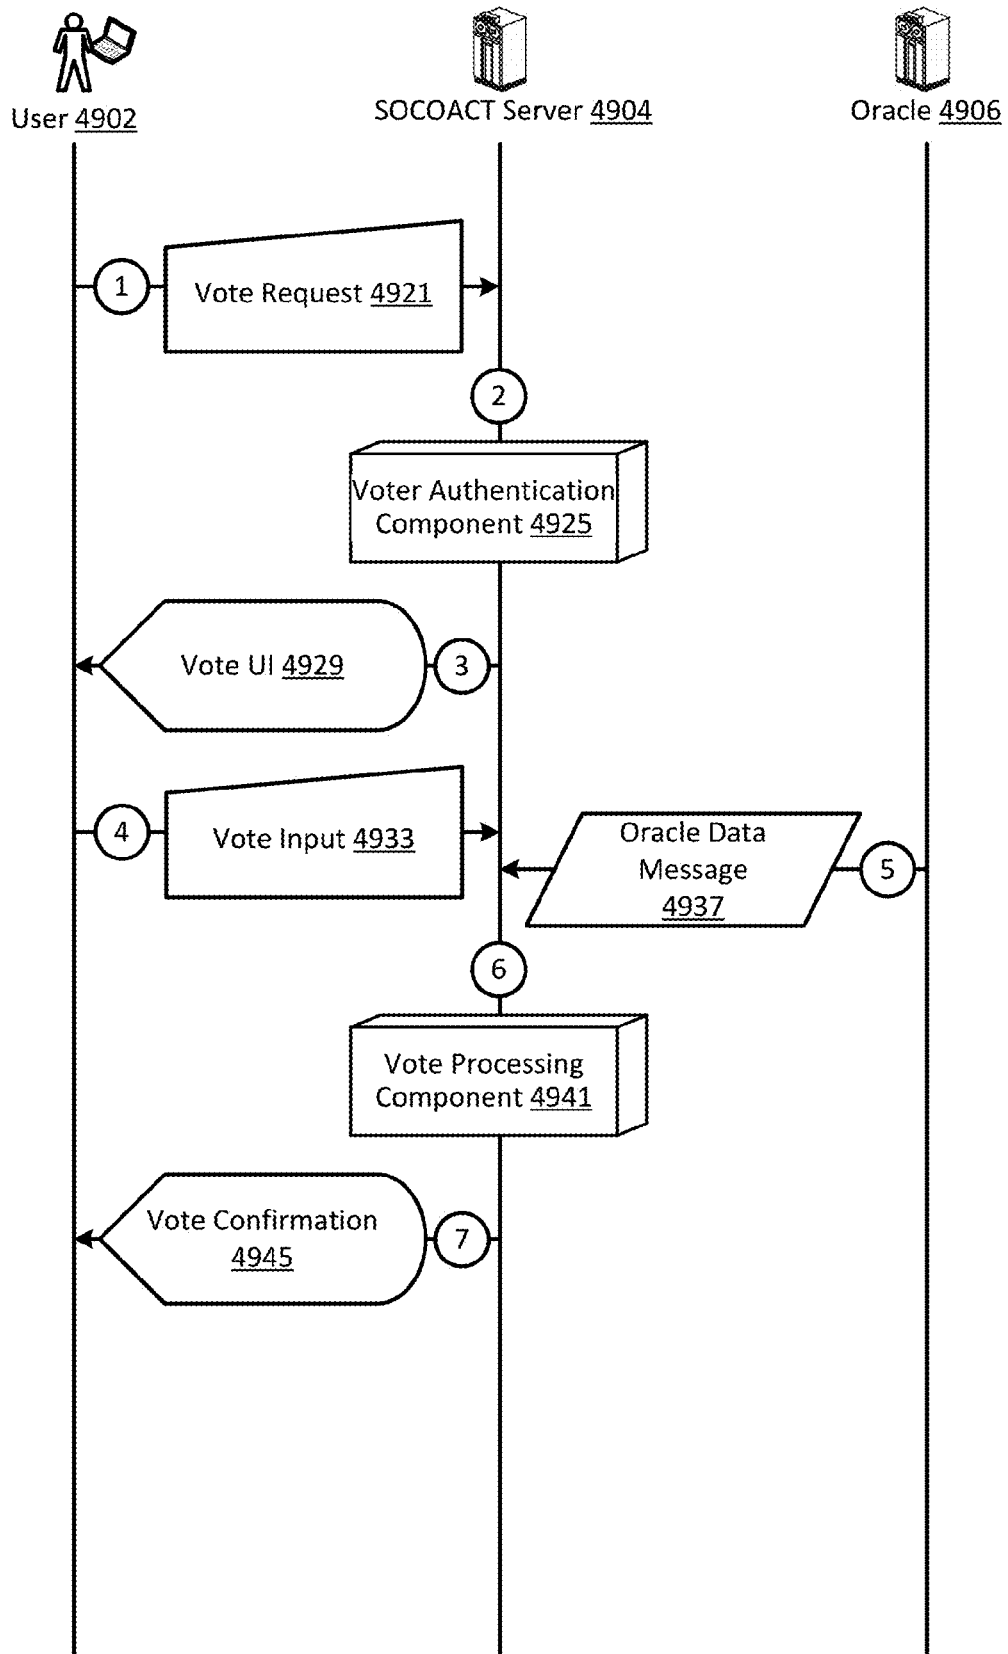 User 4902
SOCOACT Server 4904
Oracle 4906
1
Vote Request 4921
2
Voter Authentication
Component 4925
Vote UI 4929
3
4
Vote Input 4933
Oracle Data
Message
4937
5
6
Vote Processing
Component 4941
Vote Confirmation
4945
7